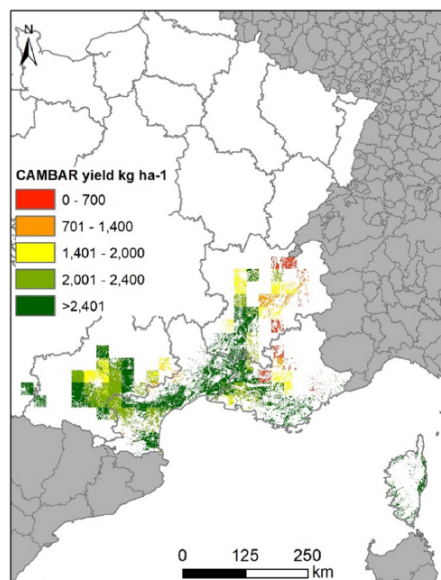 N
CAMBAR yield kg ha-1
0 - 700
701 - 1,400
1,401 - 2,000
2,001 - 2,400
>2,401
0 125 250
km